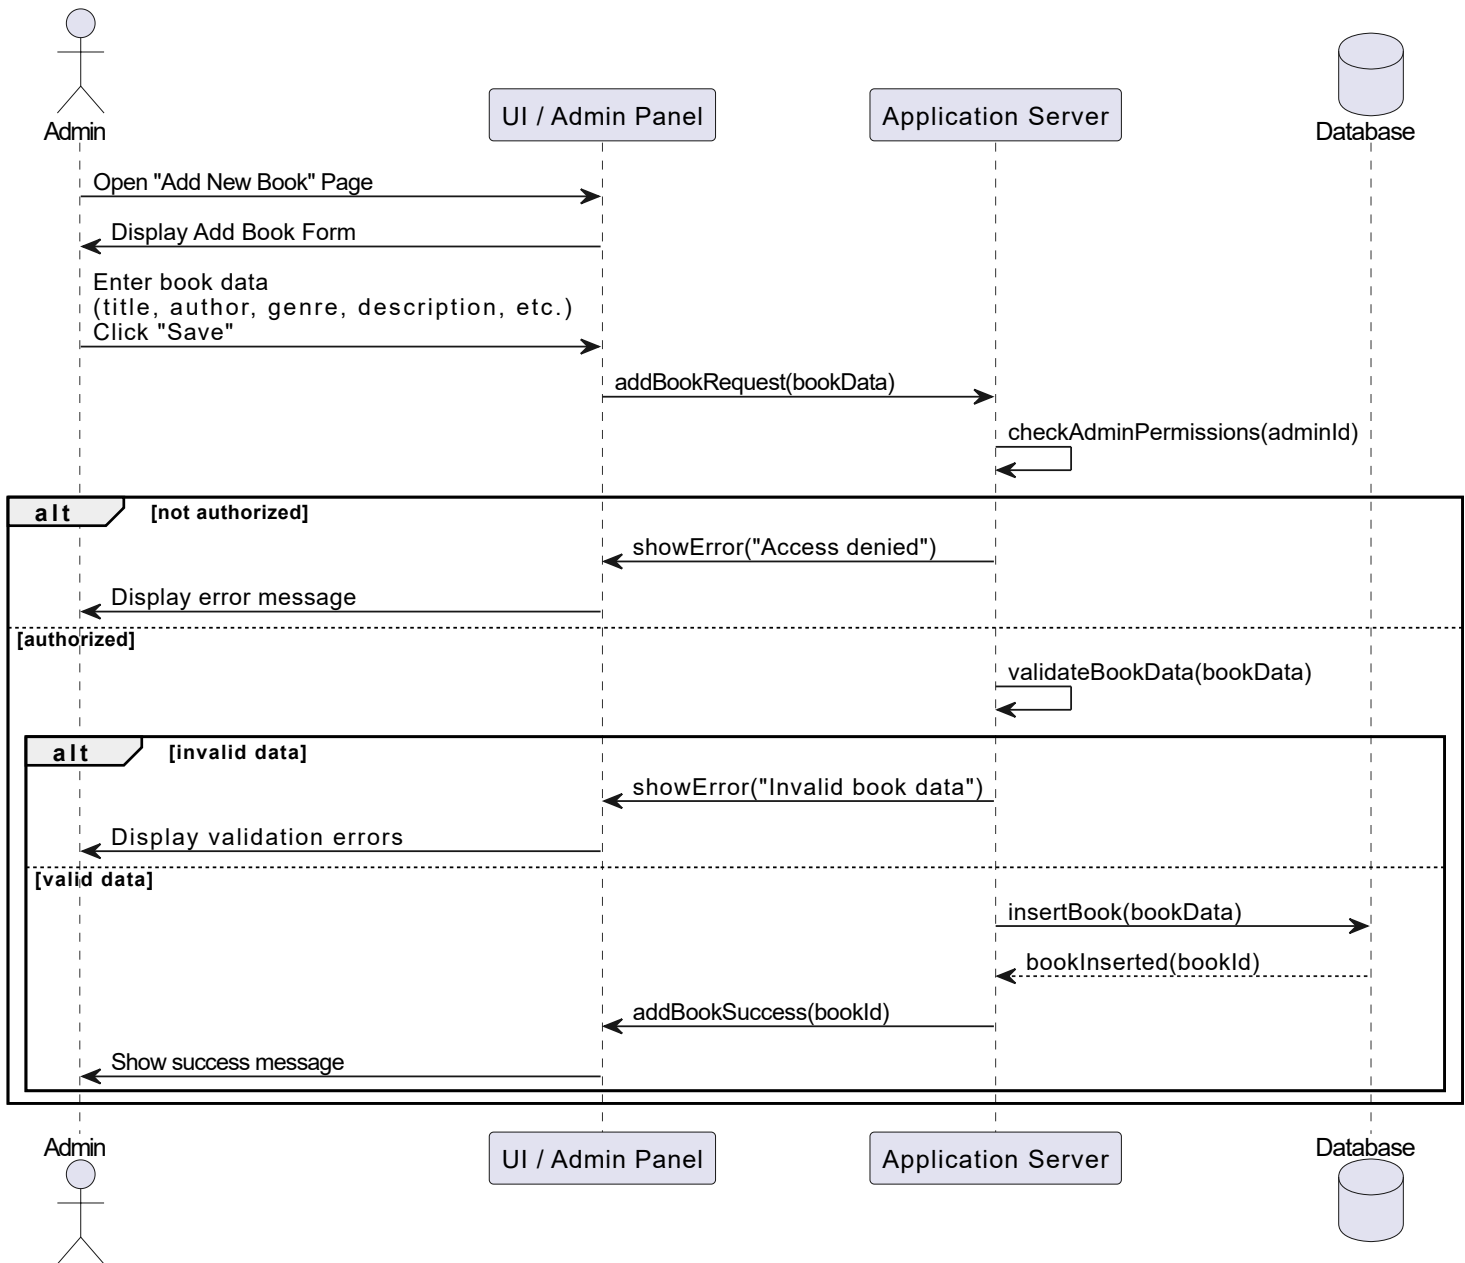 Admin
UI / Admin Panel
Application Server
Database
Open "Add New Book" Page
Display Add Book Form
Enter book data
(title, author, genre, description, etc.)
Click "Save"
addBookRequest(bookData)
checkAdminPermissions(adminId)
alt
[not authorized]
showError("Access denied")
Display error message
[authorized]
validateBookData(bookData)
alt
[invalid data]
showError("Invalid book data")
Display validation errors
[valid data]
insertBook(bookData)
bookInserted(bookId)
addBookSuccess(bookId)
Show success message
Admin
UI / Admin Panel
Application Server
Database